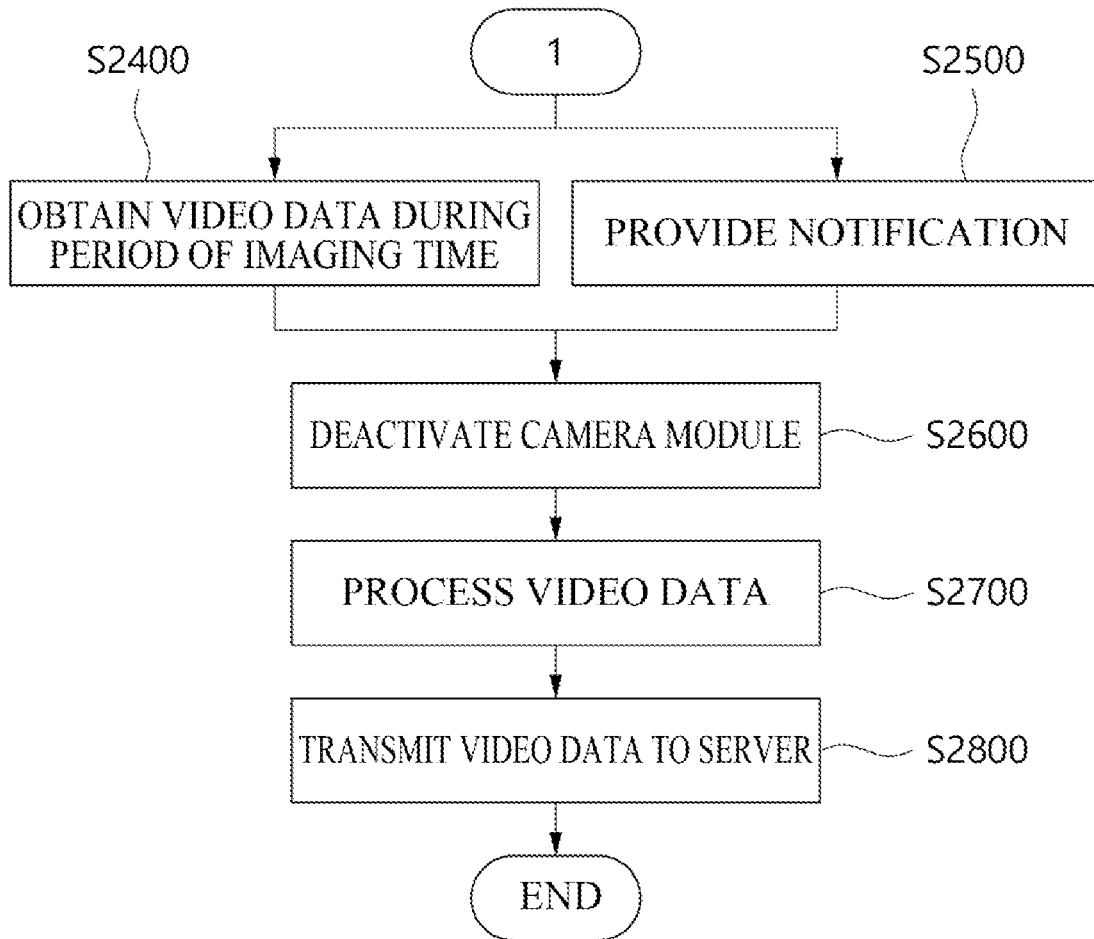 1
S2400
S2500
OBTAIN VIDEO DATA DURING
PERIOD OF IMAGING TIME
PROVIDE NOTIFICATION
DEACTIVATE CAMERA MODULE
S2600
PROCESS VIDEO DATA
S2700
TRANSMIT VIDEO DATA TO SERVER
S2800
END